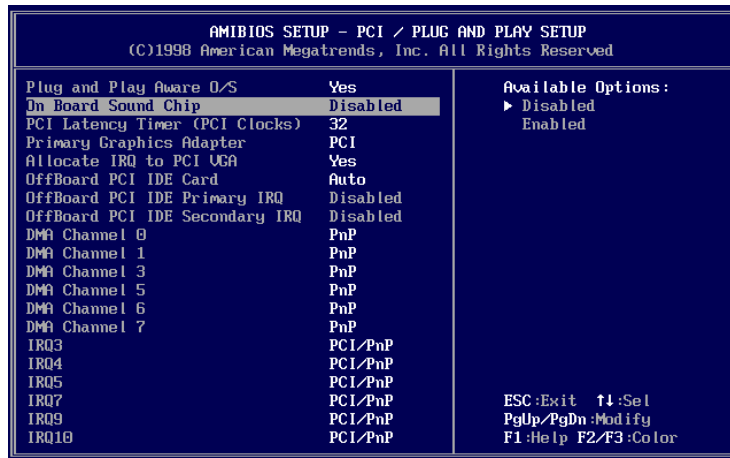 AMIBIOS SETUP - PCI / PLUG AND PLAY SETUP
(C)1998 American Megatrends, Inc. All Rights Reserved
Plug and Play Aware O/S Yes
On Board Sound Chip Disabled
PCI Latency Timer (PCI Clocks) 32
Primary Graphics Adapter PCI
Allocate IRQ to PCI VGA Yes
OffBoard PCI IDE Card Auto
OffBoard PCI IDE Primary IRQ Disabled
OffBoard PCI IDE Secondary IRQ Disabled
DMA Channel 0 PnP
DMA Channel 1 PnP
DMA Channel 3 PnP
DMA Channel 5 PnP
DMA Channel 6 PnP
DMA Channel 7 PnP
IRQ3 PCI/PnP
IRQ4 PCI/PnP
IRQ5 PCI/PnP
IRQ7 PCI/PnP
IRQ9 PCI/PnP
IRQ10 PCI/PnP
Available Options:
► Disabled
Enabled
ESC:Exit ↑↓:Sel
PgUp/PgDn:Modify
F1:Help F2/F3:Color